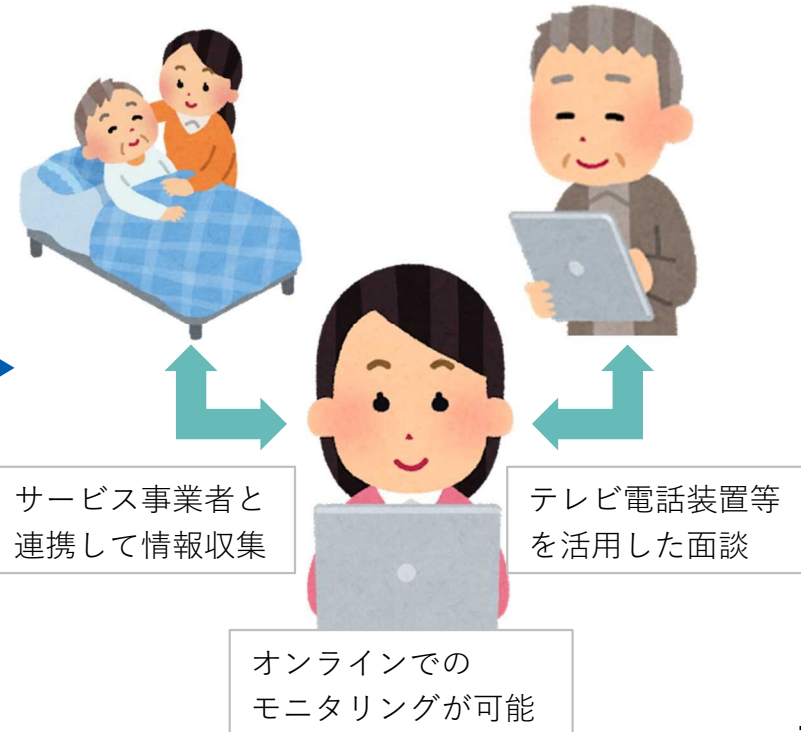 サービス事業者と
連携して情報収集
テレビ電話装置等
を活用した面談
オンラインでの
モニタリングが可能